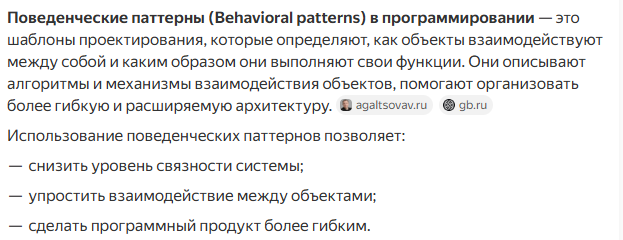 Поведенческие паттерны (Behavioral patterns) в программировании — это
шаблоны проектирования, которые определяют, как объекты взаимодействуют
между собой и каким образом они выполняют свои функции. Они описывают
алгоритмы и механизмы взаимодействия объектов, помогают организовать
более гибкую и расширяемую архитектуру. agaltsovav.ru gb.ru
Использование поведенческих паттернов позволяет:
— снизить уровень связности системы;
— упростить взаимодействие между объектами;
— сделать программный продукт более гибким.